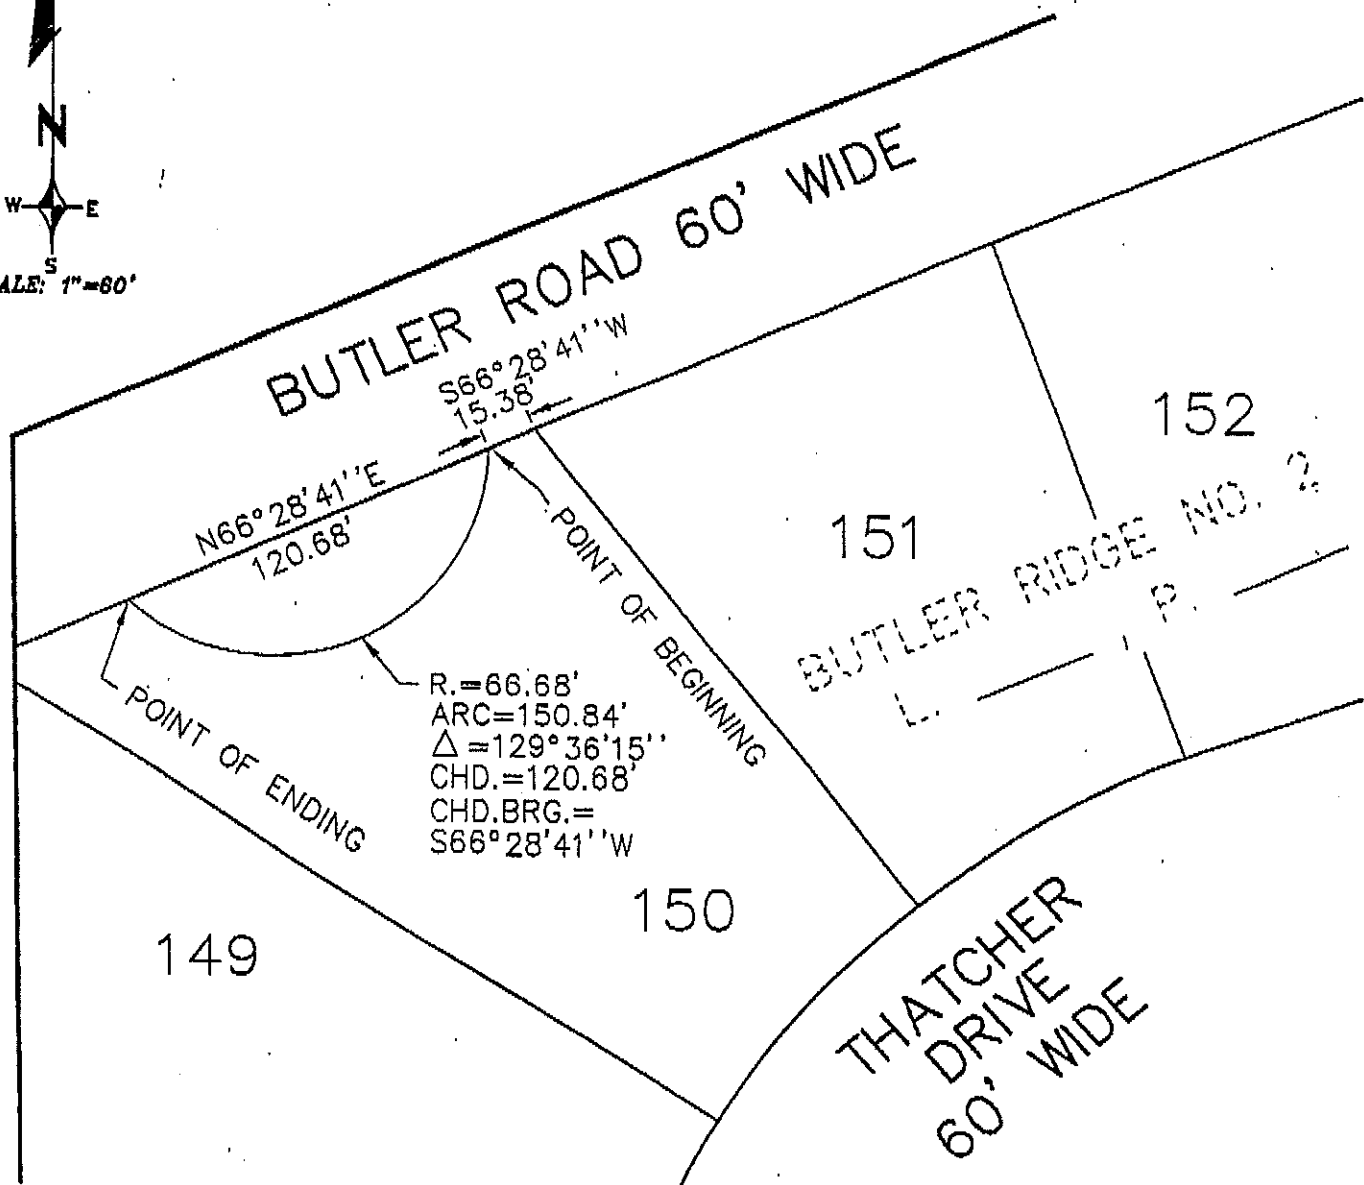 N
W E
S
ALE: 1"=60'
BUTLER ROAD 60' WIDE
S66°28'41''W
15.38'
N66°28'41''E
120.68'
POINT OF BEGINNING
POINT OF ENDING
R.=66.68'
ARC=150.84'
Δ=129°36'15''
CHD.=120.68'
CHD.BRG.=
S66°28'41''W
152
151
BUTLER RIDGE NO. 2
L. , P.
150
149
THATCHER
DRIVE
60' WIDE